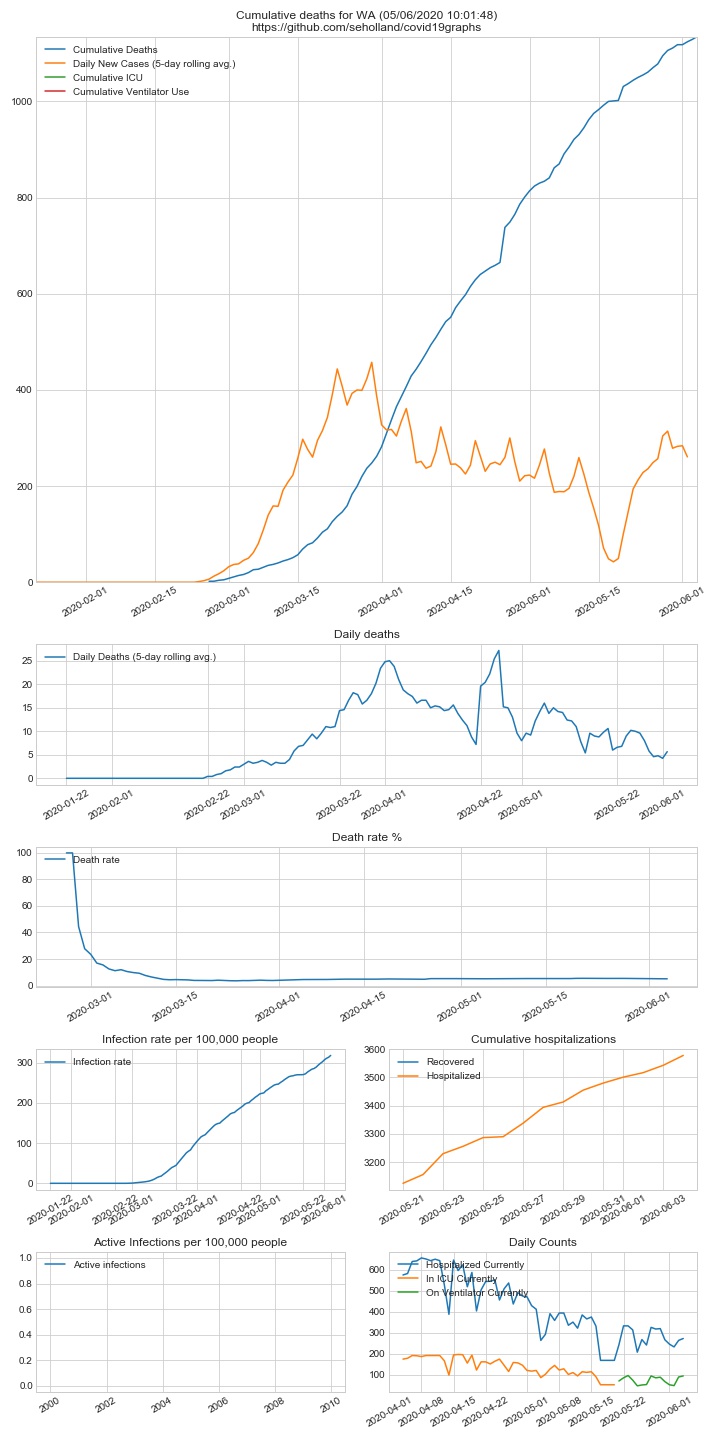 Cumulative deaths for WA (05/06/2020 10:01:48)
https://github.com/seholland/covid19graphs
Cumulative Deaths
Daily New Cases (5-day rolling avg.)
Cumulative ICU
Cumulative Ventilator Use
1000
800
600
400
200
0
2020-02-01 2020-02-15 2020-03-01 2020-03-15 2020-04-01 2020-04-15 2020-05-01 2020-05-15 2020-06-01
Daily deaths
Daily Deaths (5-day rolling avg.)
25
20
15
10
5
0
2020-01-22 2020-02-01 2020-02-22 2020-03-01 2020-03-22 2020-04-01 2020-04-22 2020-05-01 2020-05-22 2020-06-01
Death rate %
Death rate
100
80
60
40
20
0
2020-03-01 2020-03-15 2020-04-01 2020-04-15 2020-05-01 2020-05-15 2020-06-01
Infection rate per 100,000 people
Infection rate
300
200
100
0
2020-01-22 2020-02-01 2020-02-22 2020-03-01 2020-03-22 2020-04-01 2020-04-22 2020-05-01 2020-05-22 2020-06-01
Cumulative hospitalizations
Recovered
Hospitalized
3600
3500
3400
3300
3200
2020-05-21 2020-05-23 2020-05-25 2020-05-27 2020-05-29 2020-05-31 2020-06-01 2020-06-03
Active Infections per 100,000 people
Active infections
1.0
0.8
0.6
0.4
0.2
0.0
2000 2002 2004 2006 2008 2010
Daily Counts
Hospitalized Currently
In ICU Currently
On Ventilator Currently
600
500
400
300
200
100
2020-04-01 2020-04-08 2020-04-15 2020-04-22 2020-05-01 2020-05-08 2020-05-15 2020-05-22 2020-06-01